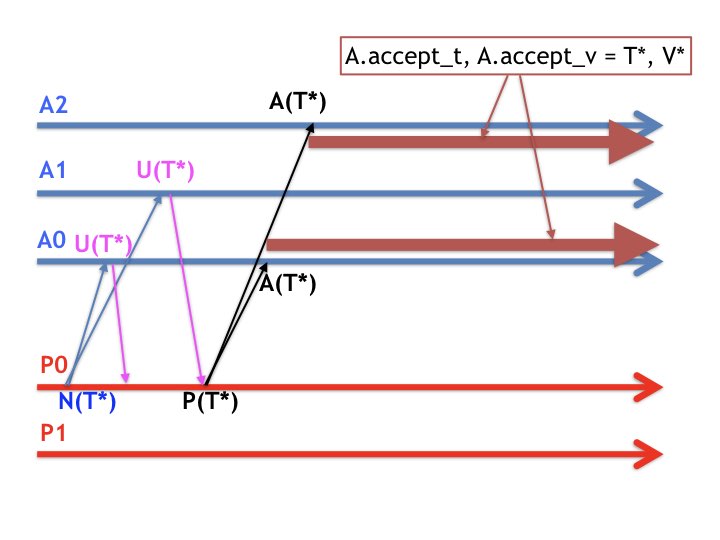 A.accept_t, A.accept_v = T*, V*
A2
A(T*)
A1
U(T*)
A0
U(T*)
A(T*)
P0
N(T*)
P(T*)
P1